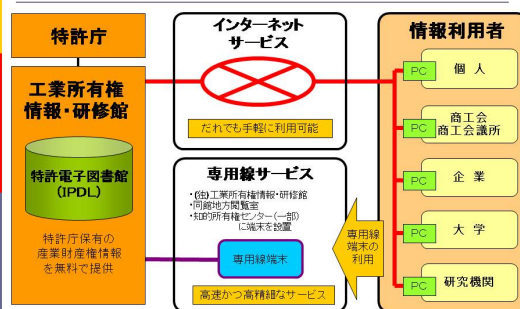 特許庁
工業所有権
情報・研修館
特許電子図書館
(IPDL)
特許庁保有の
産業財産権情報
を無料で提供
インターネット
サービス
だれでも手軽に利用可能
専用線サービス
・(独)工業所有権情報・研修館
・同館地方閲覧室
・知的所有権センター(一部)
に端末を設置
専用線端末
高速かつ高精細なサービス
専用線
端末の
利用
情報利用者
PC
個人
PC
商工会
商工会議所
PC
企業
PC
大学
PC
研究機関